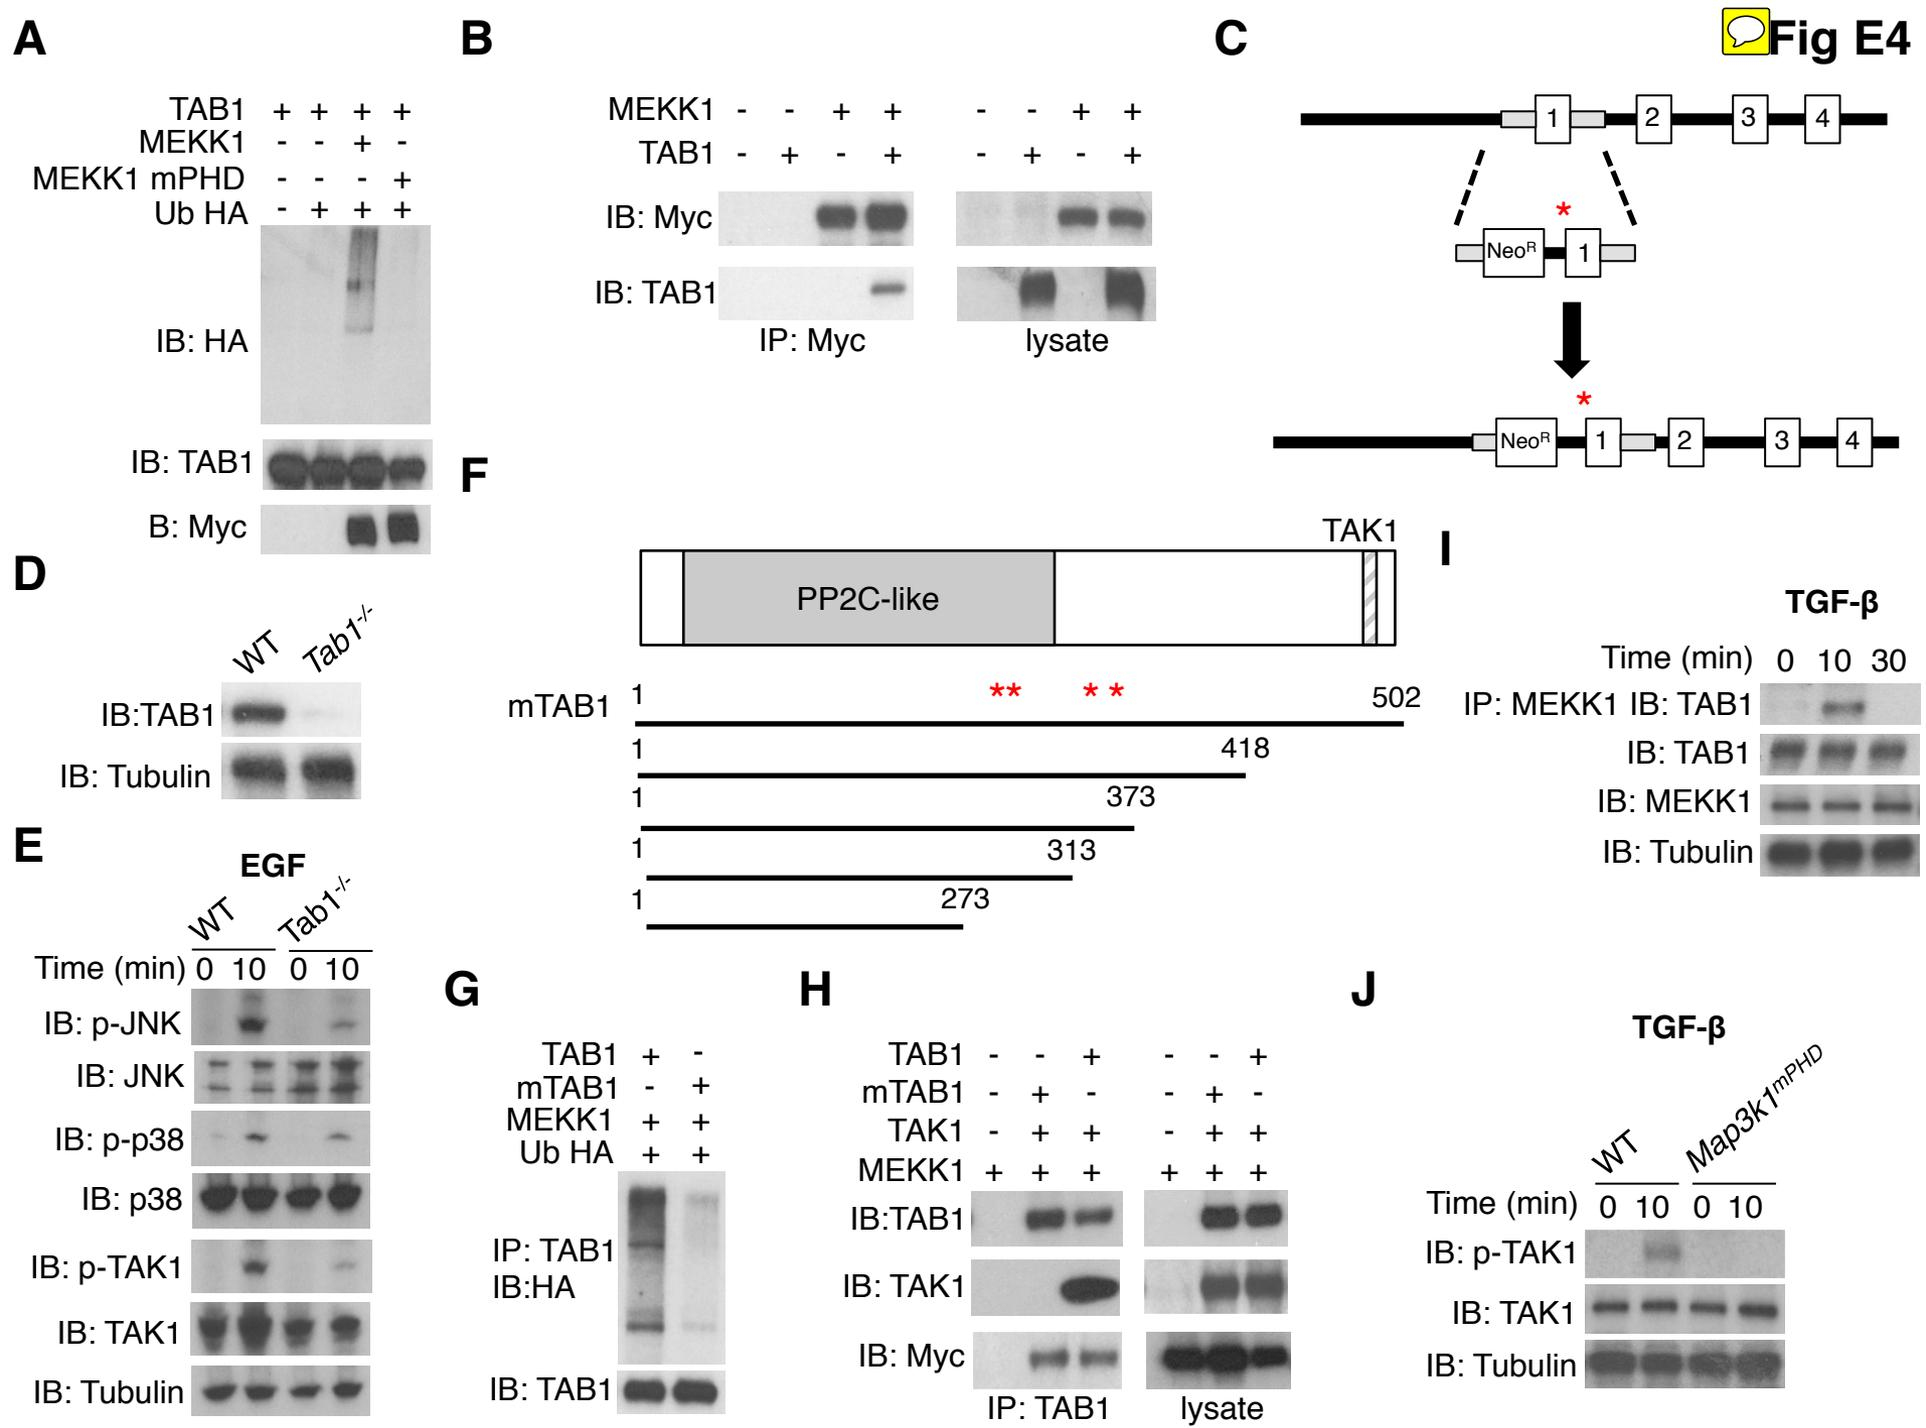 Fig E4
A
TAB1 + + + +
MEKK1 - - + -
MEKK1 mPHD - - - +
Ub HA - + + +
IB: HA
IB: TAB1
B: Myc
B
MEKK1 - - + + - - + +
TAB1 - + - + - + - +
IB: Myc
IB: TAB1
IP: Myc lysate
C
1 2 3 4
*
Neoᴿ 1
*
Neoᴿ 1 2 3 4
D
WT Tab1⁻/⁻
IB:TAB1
IB: Tubulin
E
EGF
WT Tab1⁻/⁻
Time (min) 0 10 0 10
IB: p-JNK
IB: JNK
IB: p-p38
IB: p38
IB: p-TAK1
IB: TAK1
IB: Tubulin
F
TAK1
PP2C-like
mTAB1 1 ** * * 502
1 418
1 373
1 313
1 273
G
TAB1 + -
mTAB1 - +
MEKK1 + +
Ub HA + +
IP: TAB1
IB:HA
IB: TAB1
H
TAB1 - - + - - +
mTAB1 - + - - + -
TAK1 - + + - + +
MEKK1 + + + + + +
IB:TAB1
IB: TAK1
IB: Myc
IP: TAB1 lysate
I
TGF-β
Time (min) 0 10 30
IP: MEKK1 IB: TAB1
IB: TAB1
IB: MEKK1
IB: Tubulin
J
TGF-β
WT Map3k1ᵐᴾᴴᴰ
Time (min) 0 10 0 10
IB: p-TAK1
IB: TAK1
IB: Tubulin